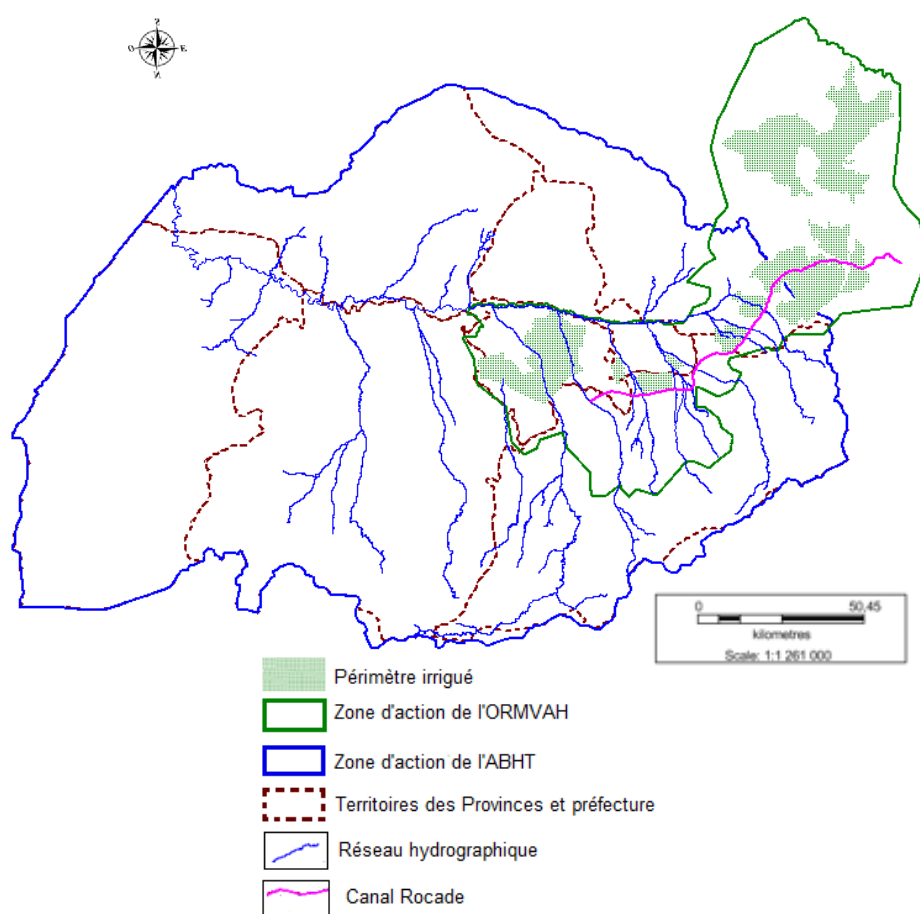 O
E
0 50,45
kilometres
Scale: 1:1 261 000
Périmètre irrigué
Zone d'action de l'ORMVAH
Zone d'action de l'ABHT
Territoires des Provinces et préfecture
Réseau hydrographique
Canal Rocade